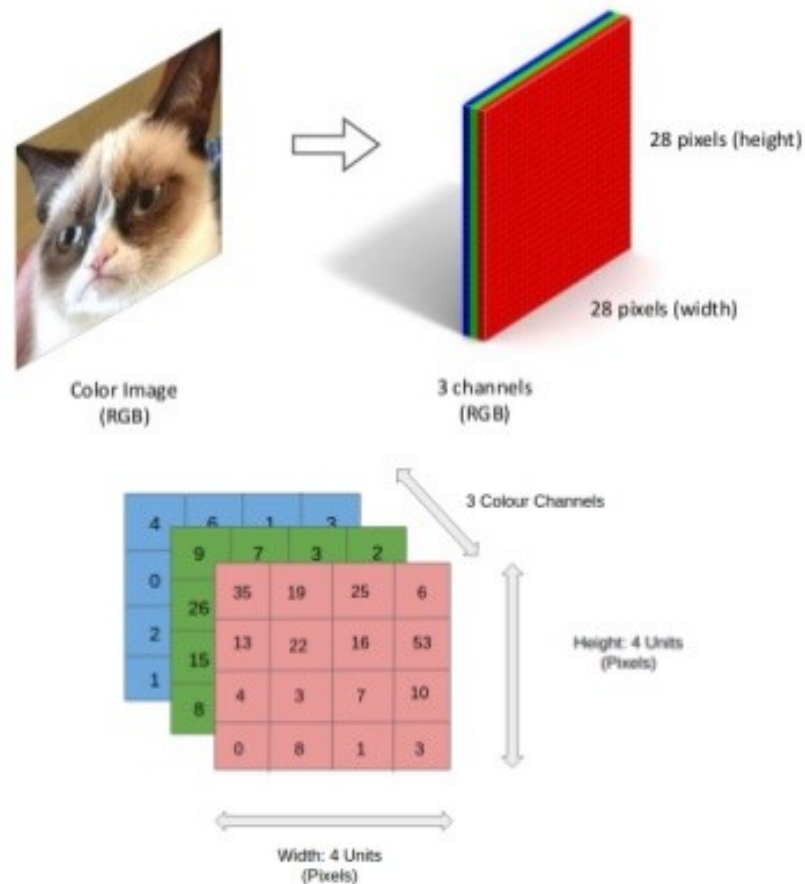 28 pixels (height)
28 pixels (width)
Color Image
(RGB)
3 channels
(RGB)
3 Colour Channels
4 6 1 3
9 7 3 2
0
35 19 25 6
26
13 22 16 53
2
15
4 3 7 10
1
8
0 8 1 3
Height: 4 Units
(Pixels)
Width: 4 Units
(Pixels)